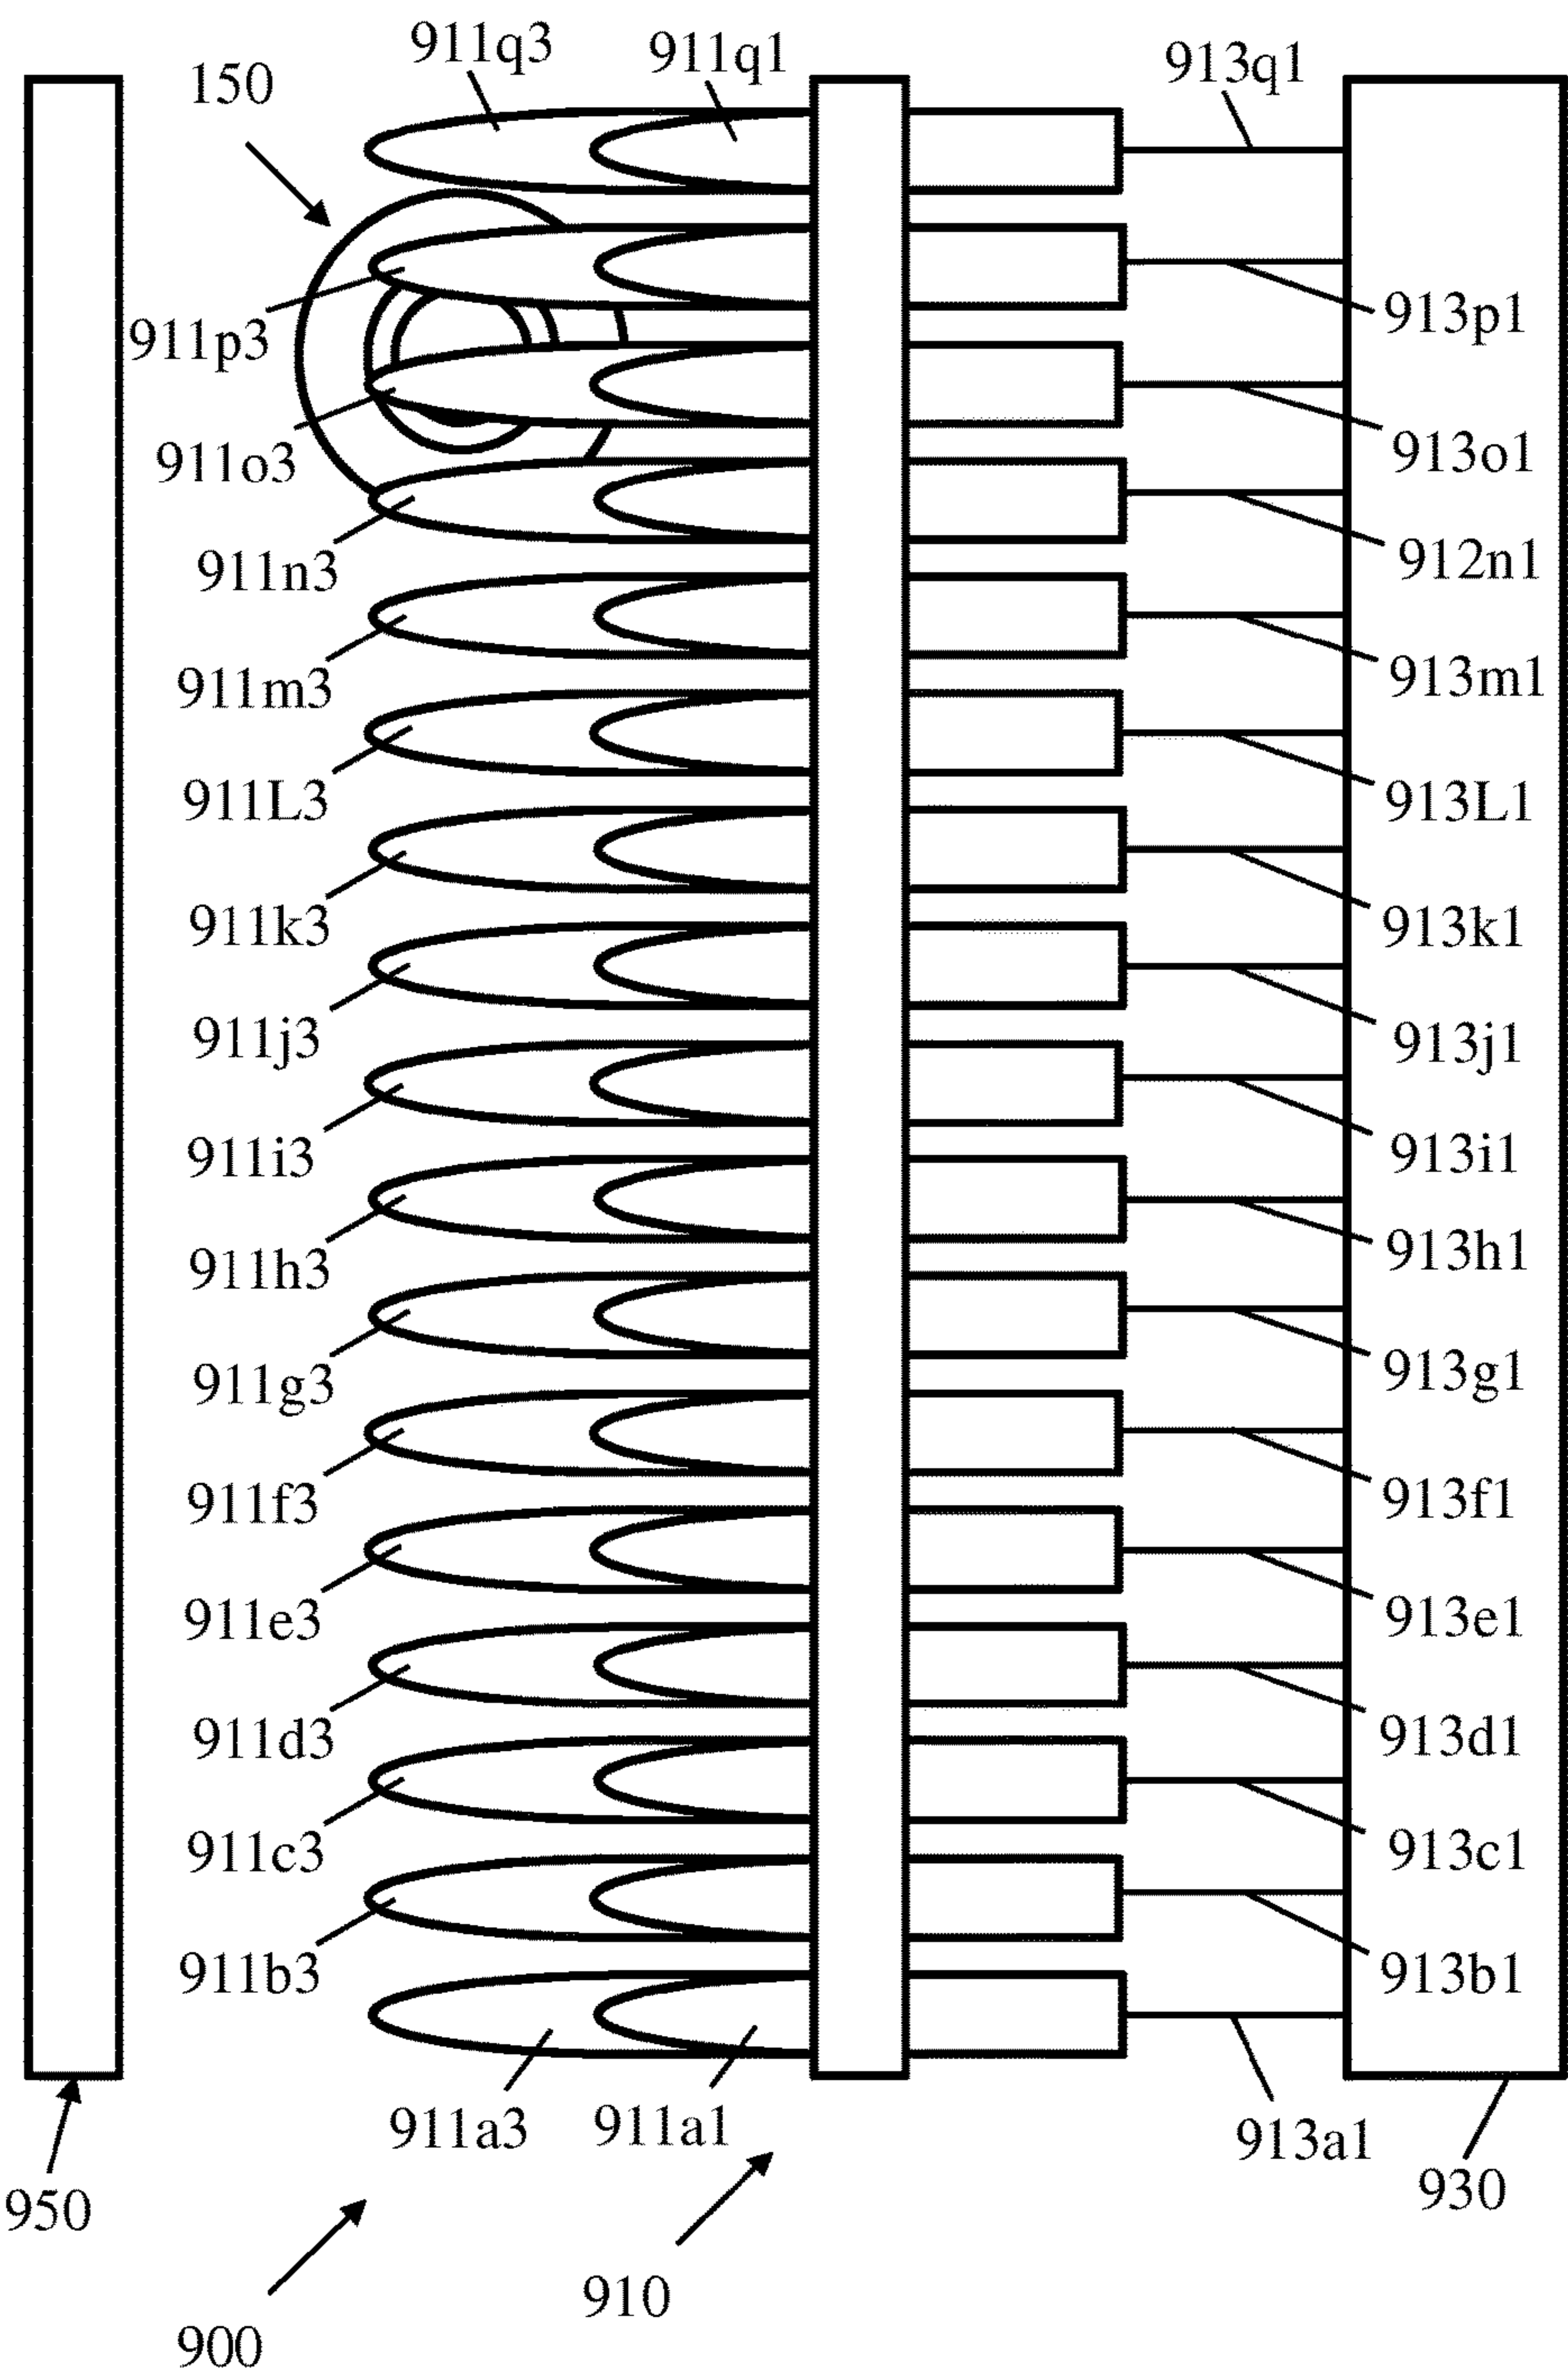 911q3
911q1
913q1
150
913p1
911p3
913o1
911o3
912n1
911n3
913m1
911m3
913L1
911L3
913k1
911k3
913j1
911j3
913i1
911i3
913h1
911h3
913g1
911g3
913f1
911f3
913e1
911e3
913d1
911d3
913c1
911c3
913b1
911b3
911a3
911a1
913a1
930
950
910
900